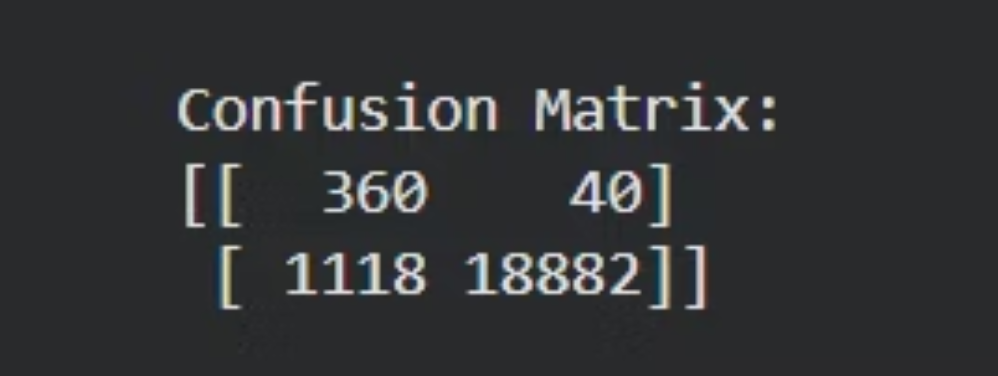 Confusion Matrix:
[[  360    40]
 [ 1118 18882]]